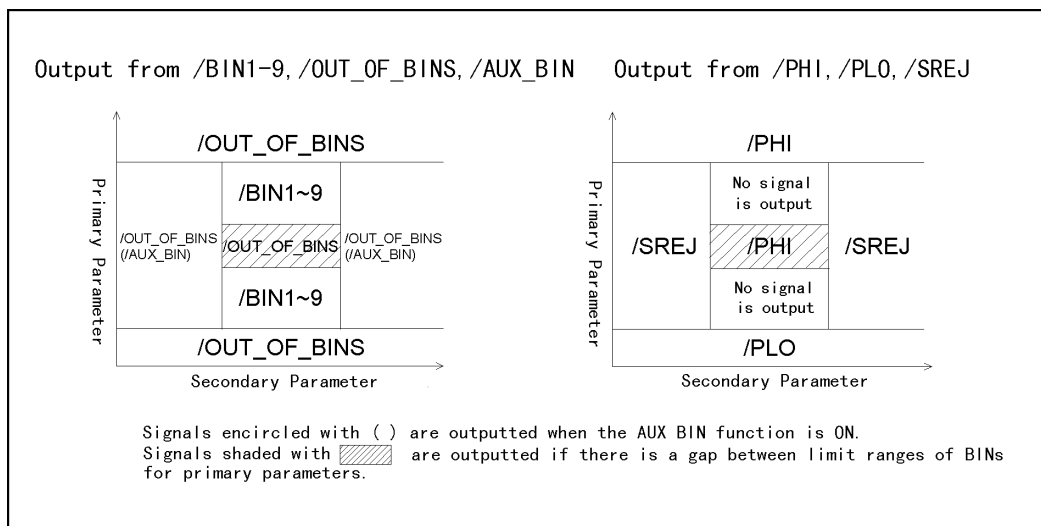 Output from /BIN1-9, /OUT_OF_BINS, /AUX_BIN
Primary Parameter
/OUT_OF_BINS
/BIN1~9
/OUT_OF_BINS
(/AUX_BIN)
/OUT_OF_BINS
/OUT_OF_BINS
(/AUX_BIN)
/BIN1~9
/OUT_OF_BINS
Secondary Parameter
Output from /PHI, /PLO, /SREJ
Primary Parameter
/PHI
No signal
is output
/SREJ
/PHI
/SREJ
No signal
is output
/PLO
Secondary Parameter
Signals encircled with ( ) are outputted when the AUX BIN function is ON.
Signals shaded with are outputted if there is a gap between limit ranges of BINs
for primary parameters.